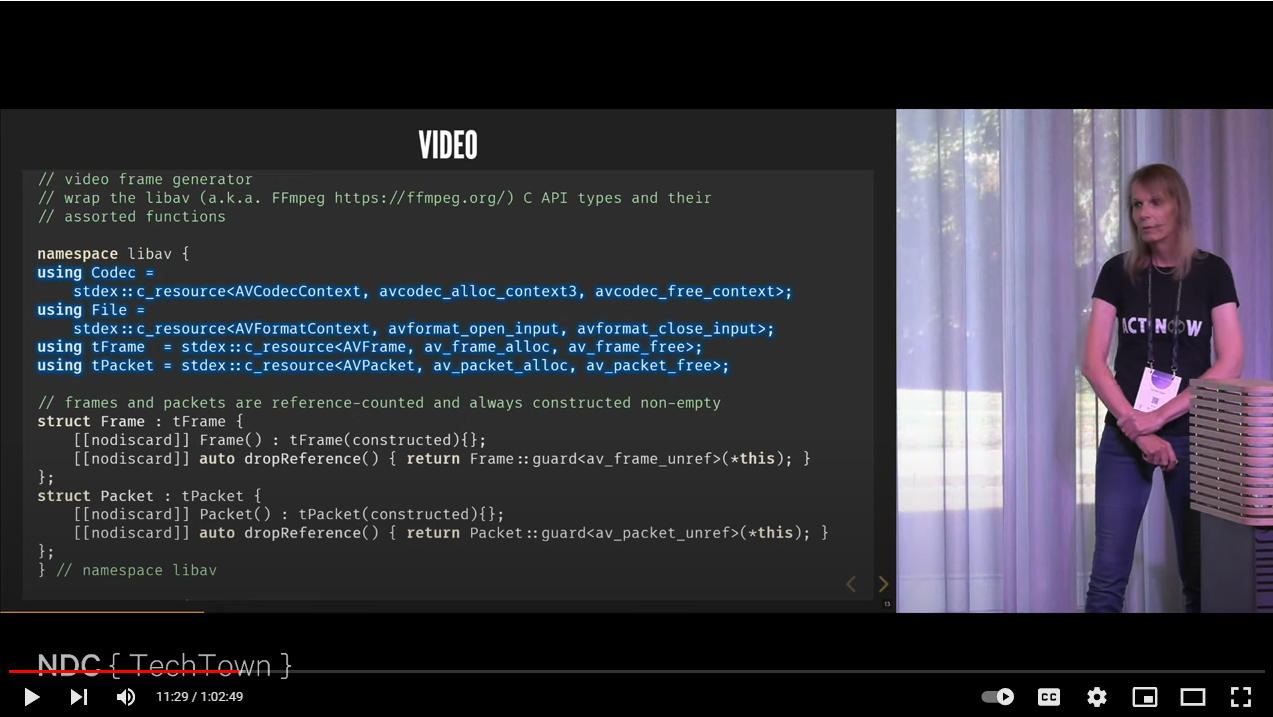 VIDEO
// video frame generator
// wrap the libav (a.k.a. FFmpeg https://ffmpeg.org/) C API types and their
// assorted functions
namespace libav {
using Codec =
    stdex::c_resource<AVCodecContext, avcodec_alloc_context3, avcodec_free_context>;
using File =
    stdex::c_resource<AVFormatContext, avformat_open_input, avformat_close_input>;
using tFrame  = stdex::c_resource<AVFrame, av_frame_alloc, av_frame_free>;
using tPacket = stdex::c_resource<AVPacket, av_packet_alloc, av_packet_free>;
// frames and packets are reference-counted and always constructed non-empty
struct Frame : tFrame {
    [[nodiscard]] Frame() : tFrame(constructed){};
    [[nodiscard]] auto dropReference() { return Frame::guard<av_frame_unref>(*this); }
};
struct Packet : tPacket {
    [[nodiscard]] Packet() : tPacket(constructed){};
    [[nodiscard]] auto dropReference() { return Packet::guard<av_packet_unref>(*this); }
};
} // namespace libav
13
ACT NOW
NDC { TechTown }
11:29 / 1:02:49
CC